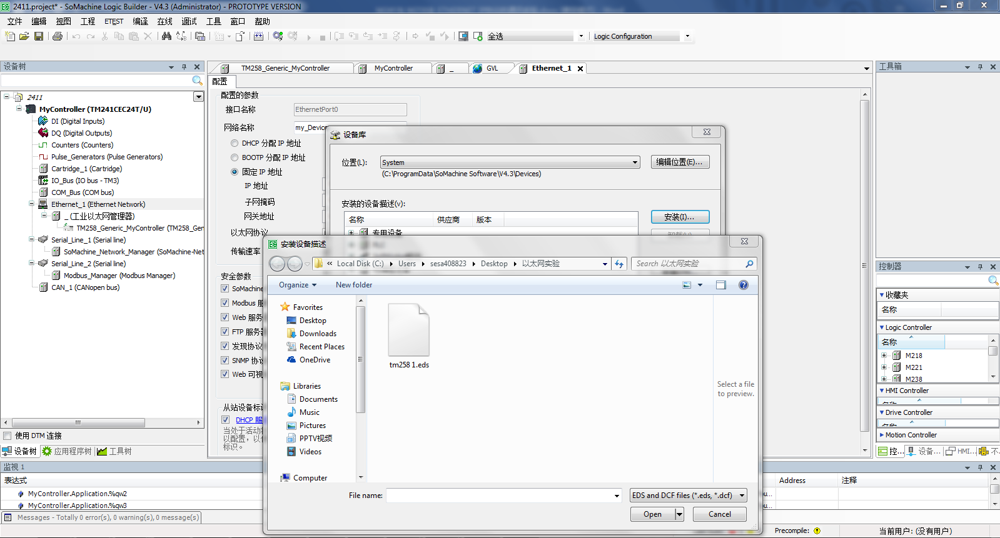 2411.project* - SoMachine Logic Builder - V4.3 (Administrator) - PROTOTYPE VERSION
文件 编辑 视图 工程 ETEST 编译 在线 调试 工具 窗口 帮助
全选 Logic Configuration
设备树
2411
MyController (TM241CEC24T/U)
DI (Digital Inputs)
DQ (Digital Outputs)
Counters (Counters)
Pulse_Generators (Pulse Generators)
Cartridge_1 (Cartridge)
IO_Bus (IO bus - TM3)
COM_Bus (COM bus)
Ethernet_1 (Ethernet Network)
_ (工业以太网管理器)
TM258_Generic_MyController (TM258_Ger
Serial_Line_1 (Serial line)
SoMachine_Network_Manager (SoMachine-Net
Serial_Line_2 (Serial line)
Modbus_Manager (Modbus Manager)
CAN_1 (CANopen bus)
使用 DTM 连接
设备树 应用程序树 工具树
TM258_Generic_MyController MyController _ GVL Ethernet_1
配置
配置的参数
接口名称 EthernetPort0
网络名称 my_Device
DHCP 分配 IP 地址
BOOTP 分配 IP 地址
固定 IP 地址
IP 地址
子网掩码
网关地址
以太网协议
传输速率
安全参数
SoMachine
Modbus 服
Web 服务
FTP 服务器
发现协议
SNMP 协议
Web 可视
从站设备标识
DHCP 服
当处于活动
以配置，以
标识。
设备库
位置(L): System 编辑位置(E)...
(C:\ProgramData\SoMachine Software\V4.3\Devices)
安装的设备描述(v):
名称 供应商 版本 安装(I)...
专用设备
安装设备描述
« Local Disk (C:) Users sesa408823 Desktop 以太网实验
Search 以太网实验
Organize New folder
Favorites
Desktop
Downloads
Recent Places
OneDrive
Libraries
Documents
Music
Pictures
PPTV视频
Videos
Computer
tm258 1.eds
Select a file
to preview.
File name: EDS and DCF files (*.eds, *.dcf)
Open Cancel
工具箱
控制器
收藏夹
名称
Logic Controller
名称
M218
M221
M238
HMI Controller
Drive Controller
Motion Controller
控... 设备... HMI... 不.
监视 1
表达式 Address 注释
MyController.Application.%qw2
MyController.Application.%qw3
Messages - Totally 0 error(s), 0 warning(s), 0 message(s)
Precompile: 当前用户: (没有用户)